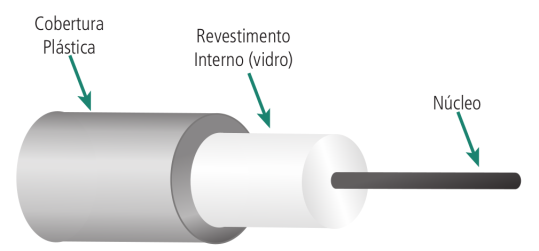 Cobertura
Plástica
Revestimento
Interno (vidro)
Núcleo